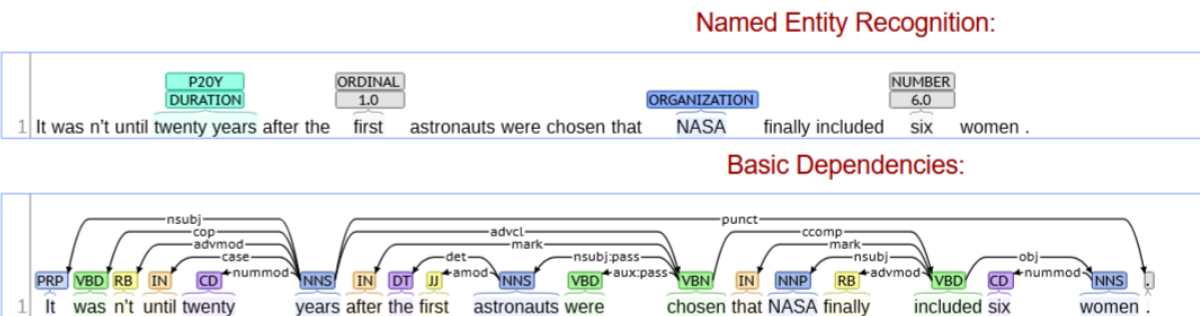 Named Entity Recognition:
P20Y ORDINAL NUMBER
DURATION 1.0 ORGANIZATION 6.0
1 It was n't until twenty years after the first astronauts were chosen that NASA finally included six women .
Basic Dependencies:
nsubj punct
cop advcl ccomp
advmod mark mark
case det nsubj:pass nsubj obj
nummod amod aux:pass advmod nummod
PRP VBD RB IN CD NNS IN DT JJ NNS VBD VBN IN NNP RB VBD CD NNS .
1 It was n't until twenty years after the first astronauts were chosen that NASA finally included six women .